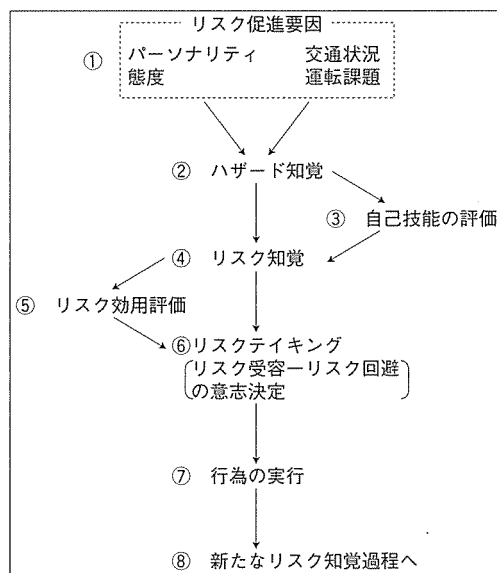 リスク促進要因
① パーソナリティ 交通状況
態度 運転課題
② ハザード知覚
③ 自己技能の評価
④ リスク知覚
⑤ リスク効用評価
⑥リスクテイキング
(リスク受容ーリスク回避
の意志決定)
⑦ 行為の実行
⑧ 新たなリスク知覚過程へ